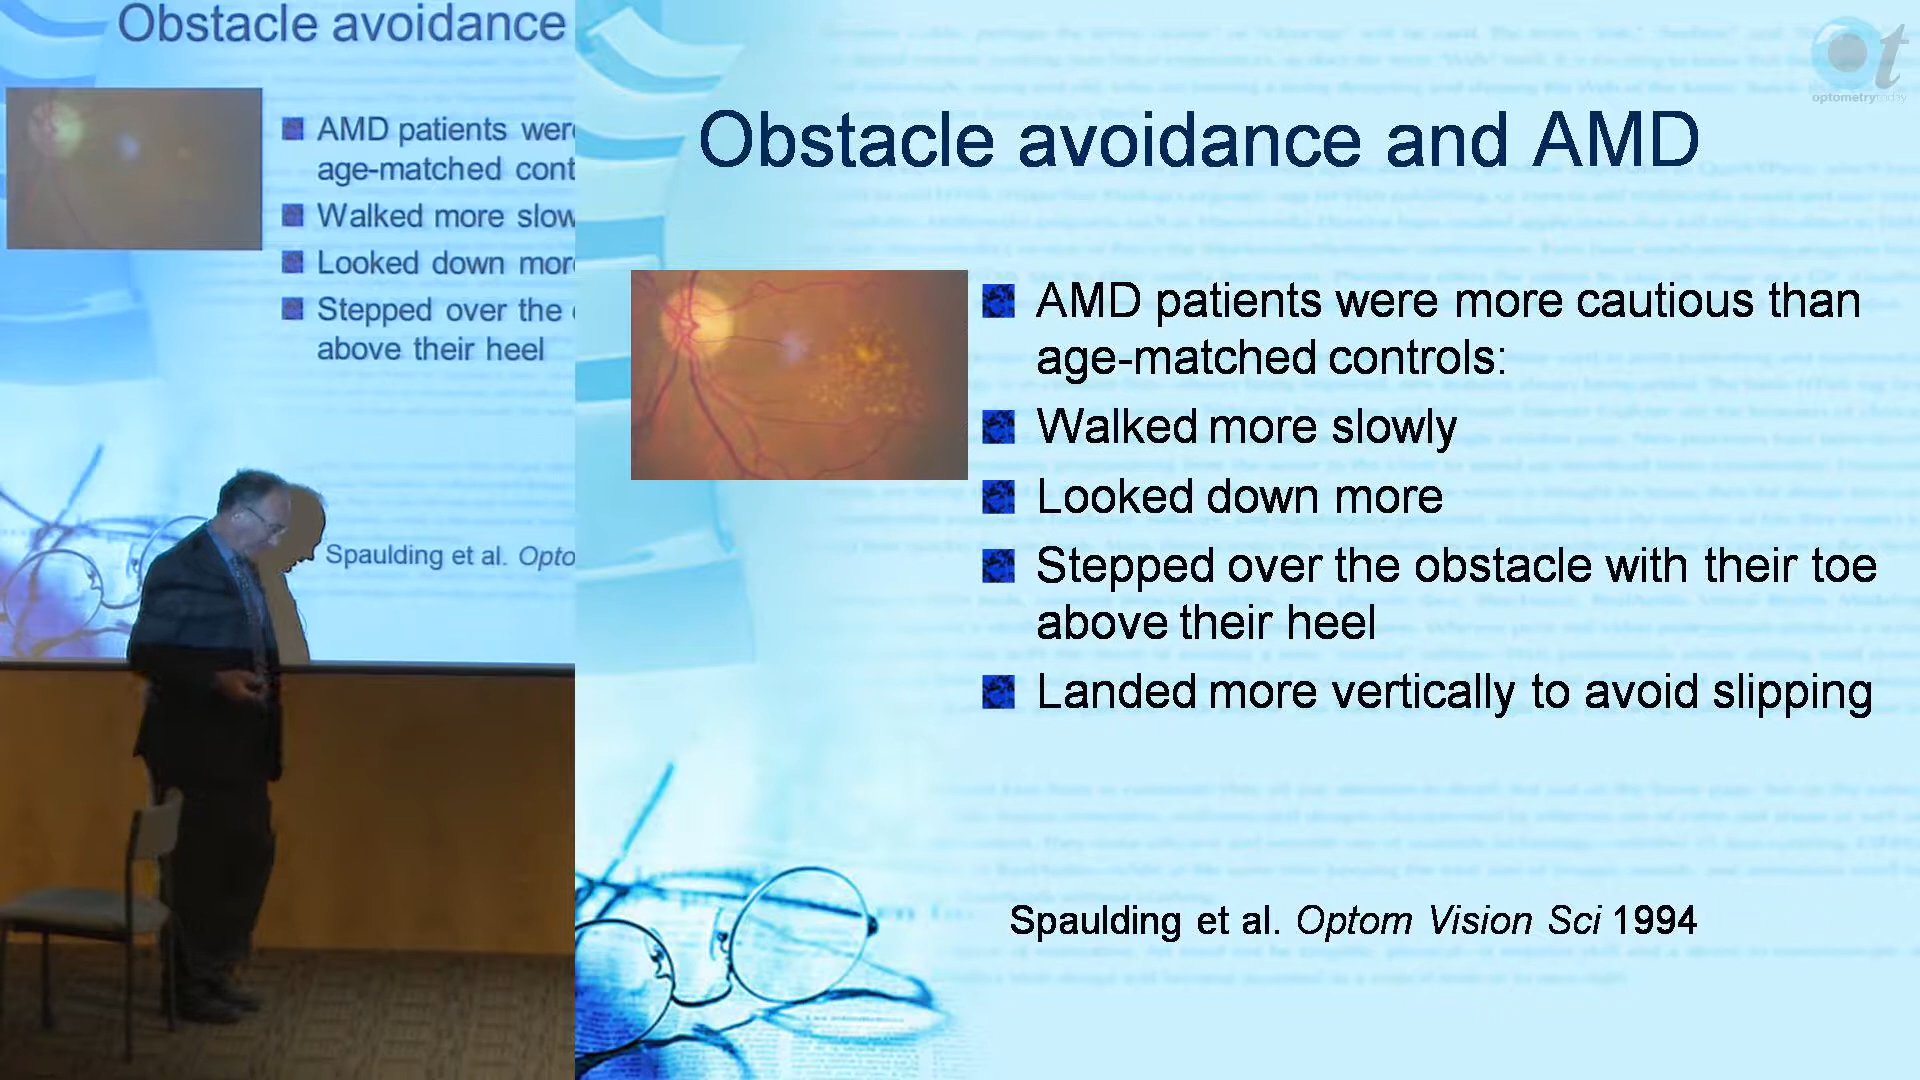 Obstacle avoidance
AMD patients were
age-matched cont
Walked more slow
Looked down more
Stepped over the
above their heel
Spaulding et al. Opto
optometrytoday
Obstacle avoidance and AMD
AMD patients were more cautious than
age-matched controls:
Walked more slowly
Looked down more
Stepped over the obstacle with their toe
above their heel
Landed more vertically to avoid slipping
Spaulding et al. Optom Vision Sci 1994